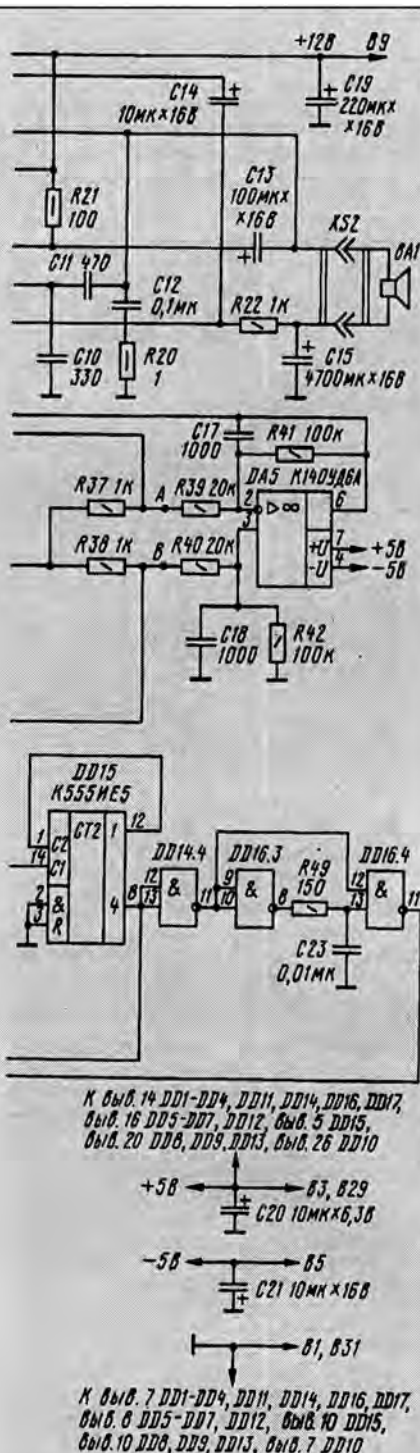 +12В В9
С14
10мк×16В
С19
220мк×
×16В
С13
100мк×
×16В
R21
100
XS2
ВА1
С11 470
С12
0,1мк
R22 1К
С10
330
R20
1
С15
4700мк×16В
С17
1000
R41 100К
DA5 К140УД6А
R37 1К
А
R39 20К
2
3
▷ ∞
6
+U
-U
7
4
+5В
-5В
R38 1К
В
R40 20К
С18
1000
R42
100К
DD15
К555ИЕ5
1
14
2
3
С2
С1
&
R
СТ2
1
4
12
8
DD14.4
12
13
&
11
DD16.3
9
10
&
8
R49
150
DD16.4
12
13
&
11
С23
0,01мк
К выв. 14 DD1-DD4, DD11, DD14, DD16, DD17,
выв. 16 DD5-DD7, DD12, выв. 5 DD15,
выв. 20 DD8, DD9, DD13, выв. 26 DD10
+5В В3, В29
С20 10мк×6,3В
-5В В5
С21 10мк×16В
В1, В31
К выв. 7 DD1-DD4, DD11, DD14, DD16, DD17,
выв. 8 DD5-DD7, DD12, выв. 10 DD15,
выв. 10 DD8, DD9, DD13, выв. 7 DD10